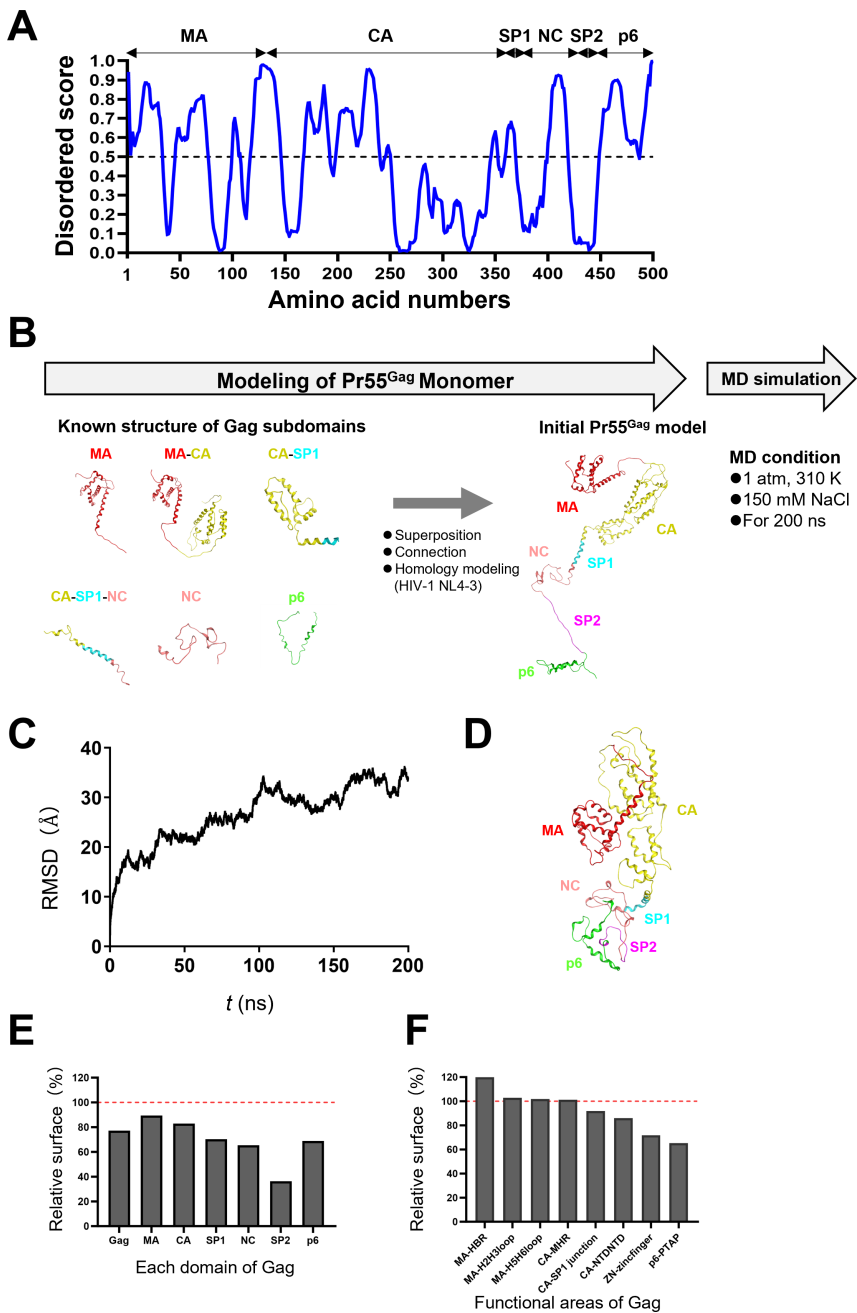 A
MA CA SP1 NC SP2 p6
Disordered score
1.0
0.9
0.8
0.7
0.6
0.5
0.4
0.3
0.2
0.1
0.0
1 50 100 150 200 250 300 350 400 450 500
Amino acid numbers
B
Modeling of Pr55Gag Monomer
MD simulation
Known structure of Gag subdomains
MA MA-CA CA-SP1
CA-SP1-NC NC p6
●Superposition
●Connection
●Homology modeling
(HIV-1 NL4-3)
Initial Pr55Gag model
MA
CA
NC
SP1
SP2
p6
MD condition
●1 atm, 310 K
●150 mM NaCl
●For 200 ns
C
RMSD (Å)
40
30
20
10
0
0 50 100 150 200
t (ns)
D
CA
MA
NC
SP1
SP2
p6
E
Relative surface (%)
120
100
80
60
40
20
0
Gag MA CA SP1 NC SP2 p6
Each domain of Gag
F
Relative surface (%)
120
100
80
60
40
20
0
MA-HBR
MA-H2H3loop
MA-H5H6loop
CA-MHR
CA-SP1 junction
CA-NTDNTD
ZN-zincfinger
p6-PTAP
Functional areas of Gag